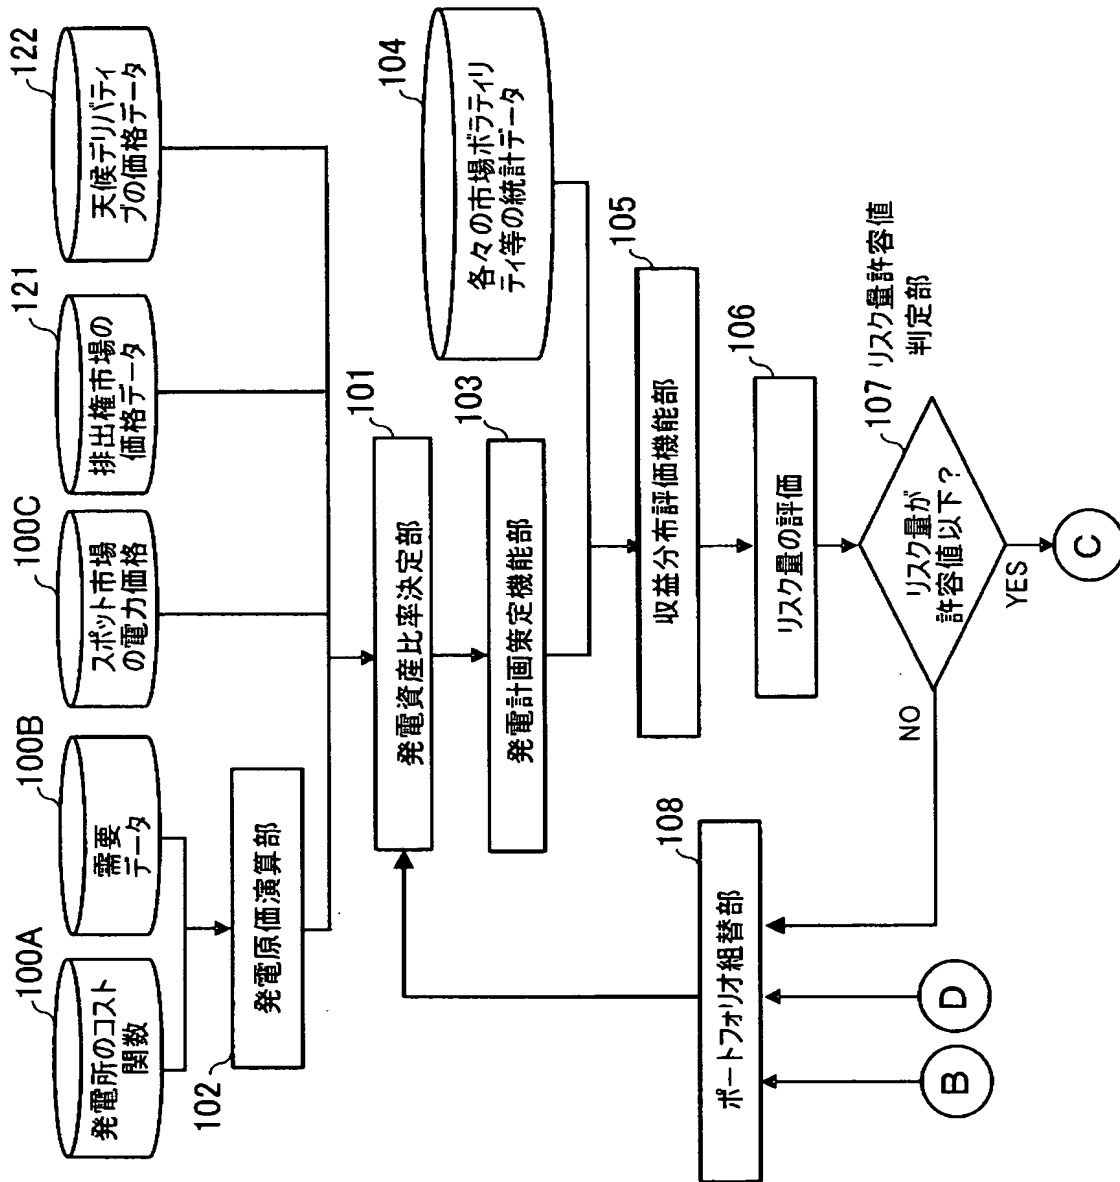 100A
発電所のコスト
関数
100B
需要
データ
100C
スポット市場
の電力価格
121
排出権市場の
価格データ
122
天候デリバティ
ブの価格データ
102
発電原価演算部
101
発電資産比率決定部
103
発電計画策定機能部
104
各々の市場ボラティリ
ティ等の統計データ
105
収益分布評価機能部
106
リスク量の評価
107 リスク量許容値
判定部
リスク量が
許容値以下?
NO
YES
108
ポートフォリオ組替部
B
D
C